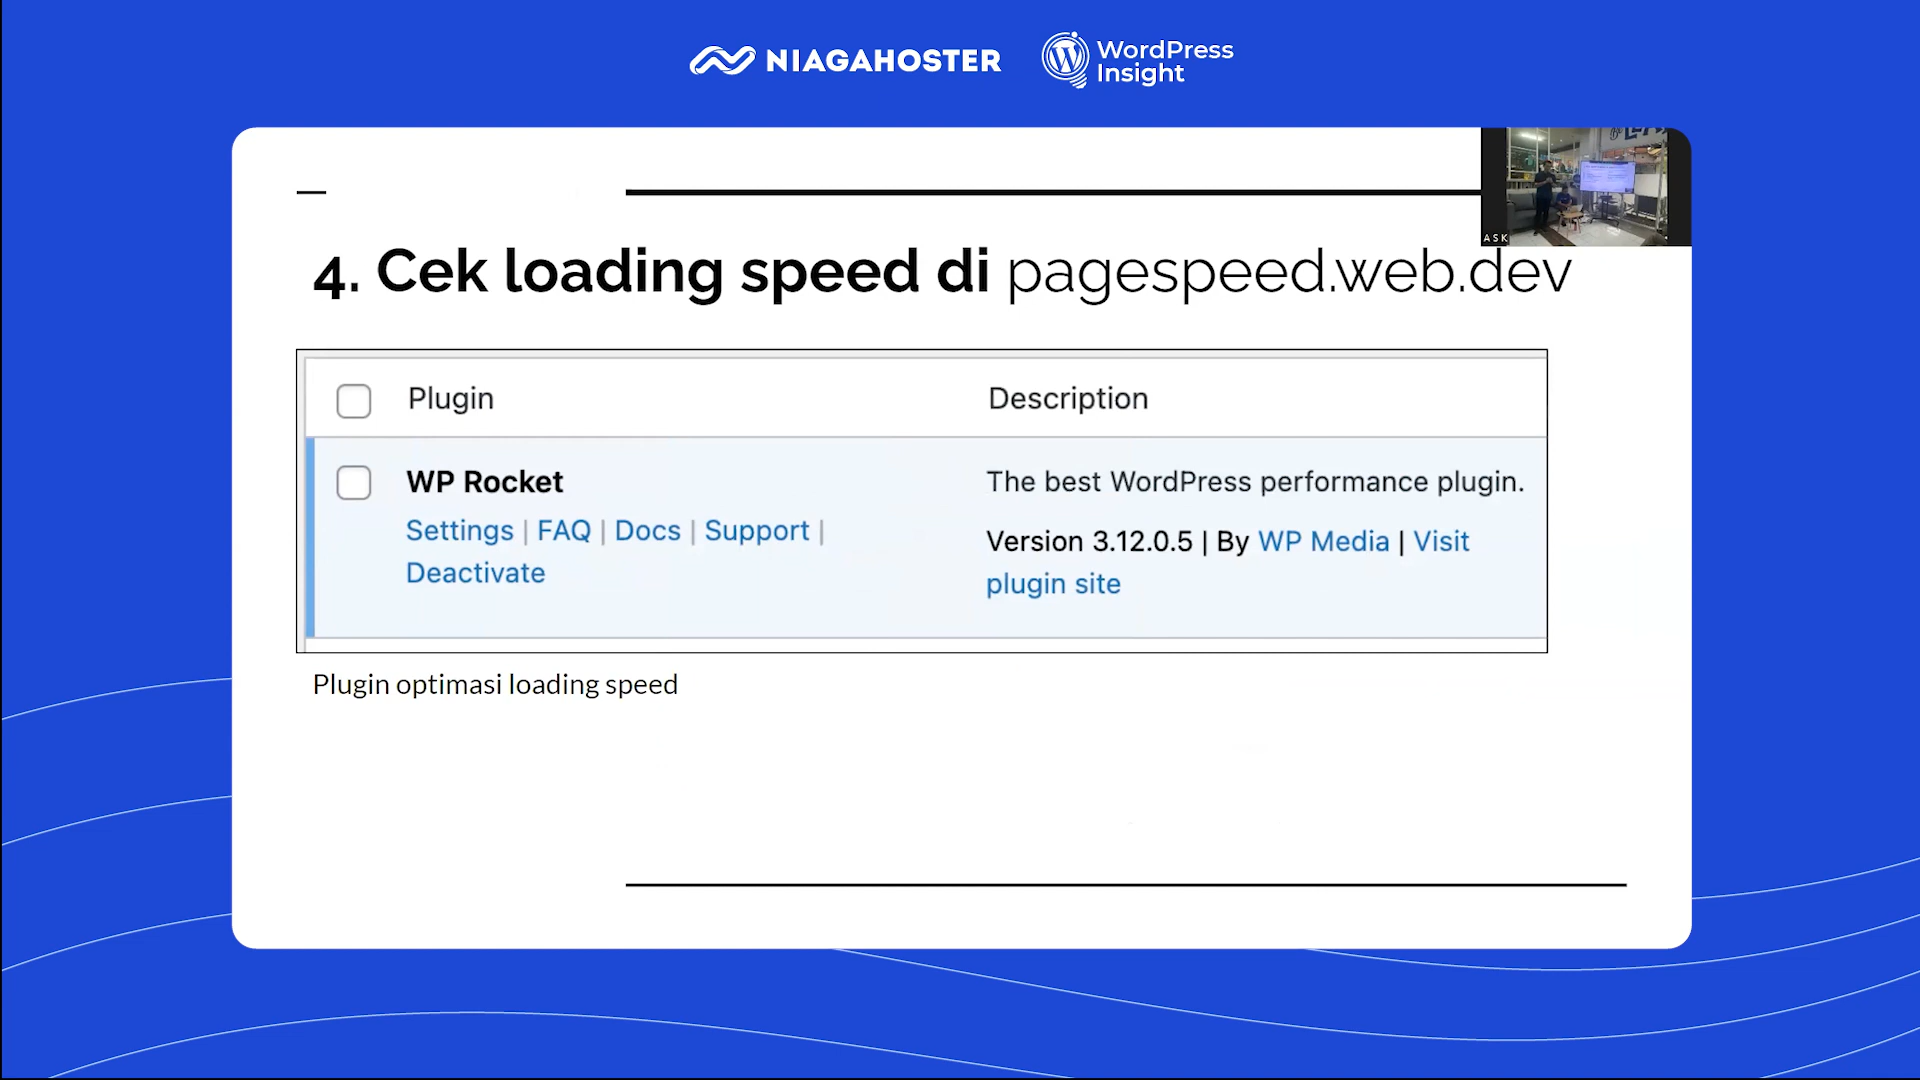 NIAGAHOSTER
WordPress
Insight
ASK
4. Cek loading speed di pagespeed.web.dev
Plugin Description
WP Rocket The best WordPress performance plugin.
Settings | FAQ | Docs | Support |
Deactivate
Version 3.12.0.5 | By WP Media | Visit
plugin site
Plugin optimasi loading speed